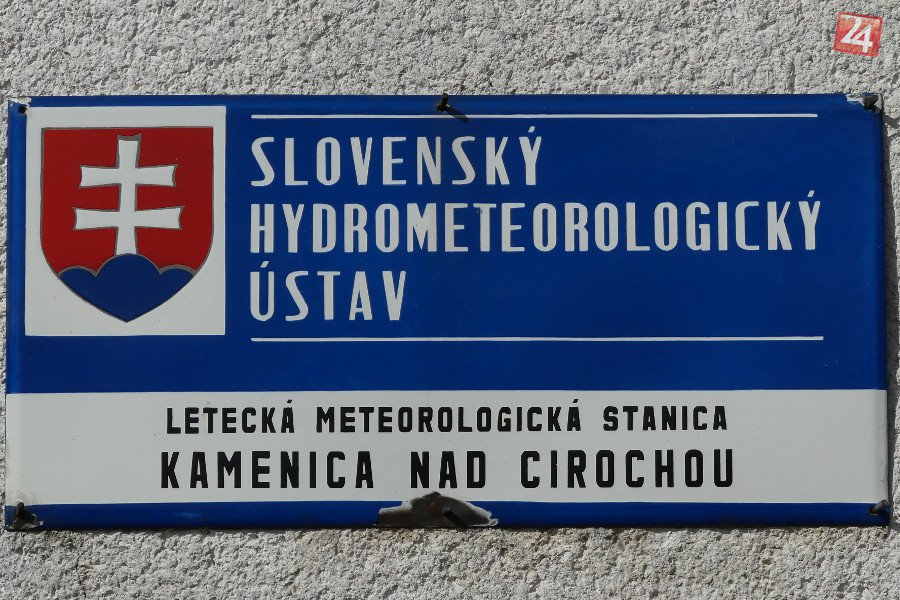 24
SLOVENSKÝ
HYDROMETEOROLOGICKÝ
ÚSTAV
LETECKÁ METEOROLOGICKÁ STANICA
KAMENICA NAD CIROCHOU